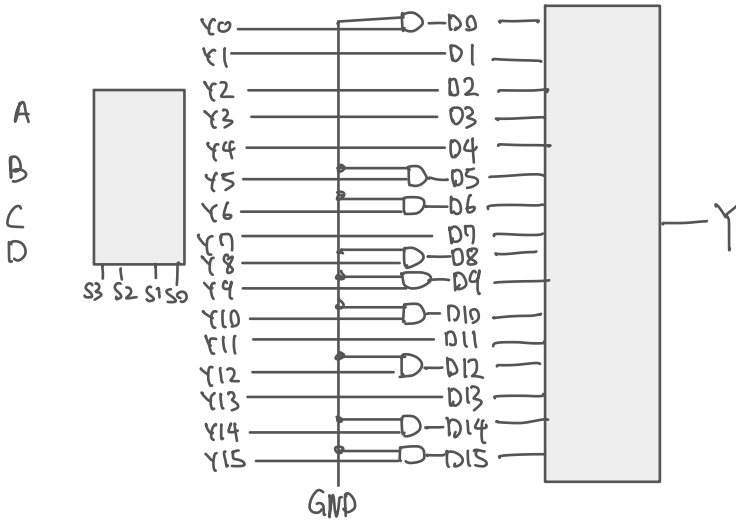 Y0 D0
Y1 D1
Y2 D2
A
Y3 D3
Y4 D4
B
Y5 D5
Y6 D6
C
Y7 D7
D
Y8 D8
Y9 D9
S3 S2 S1 S0
Y10 D10
Y11 D11
Y12 D12
Y13 D13
Y14 D14
Y15 D15
GND
Y